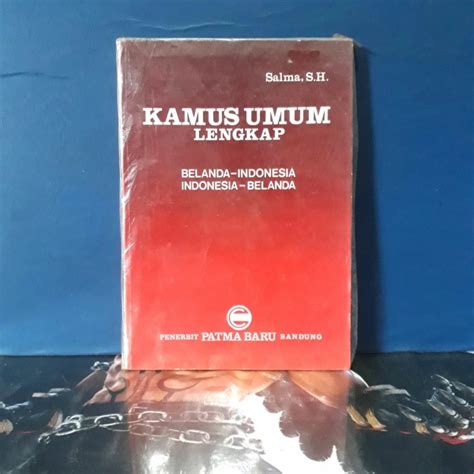 Salma, S.H.
KAMUS UMUM
LENGKAP
BELANDA-INDONESIA
INDONESIA-BELANDA
PENERBIT PATMA BARU BANDUNG